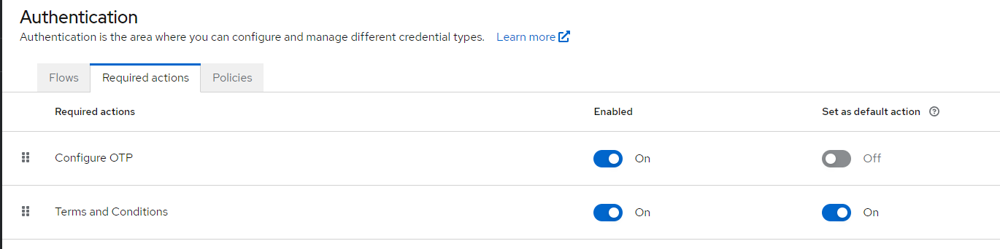 Authentication
Authentication is the area where you can configure and manage different credential types. Learn more
Flows Required actions Policies
Required actions Enabled Set as default action
Configure OTP On Off
Terms and Conditions On On